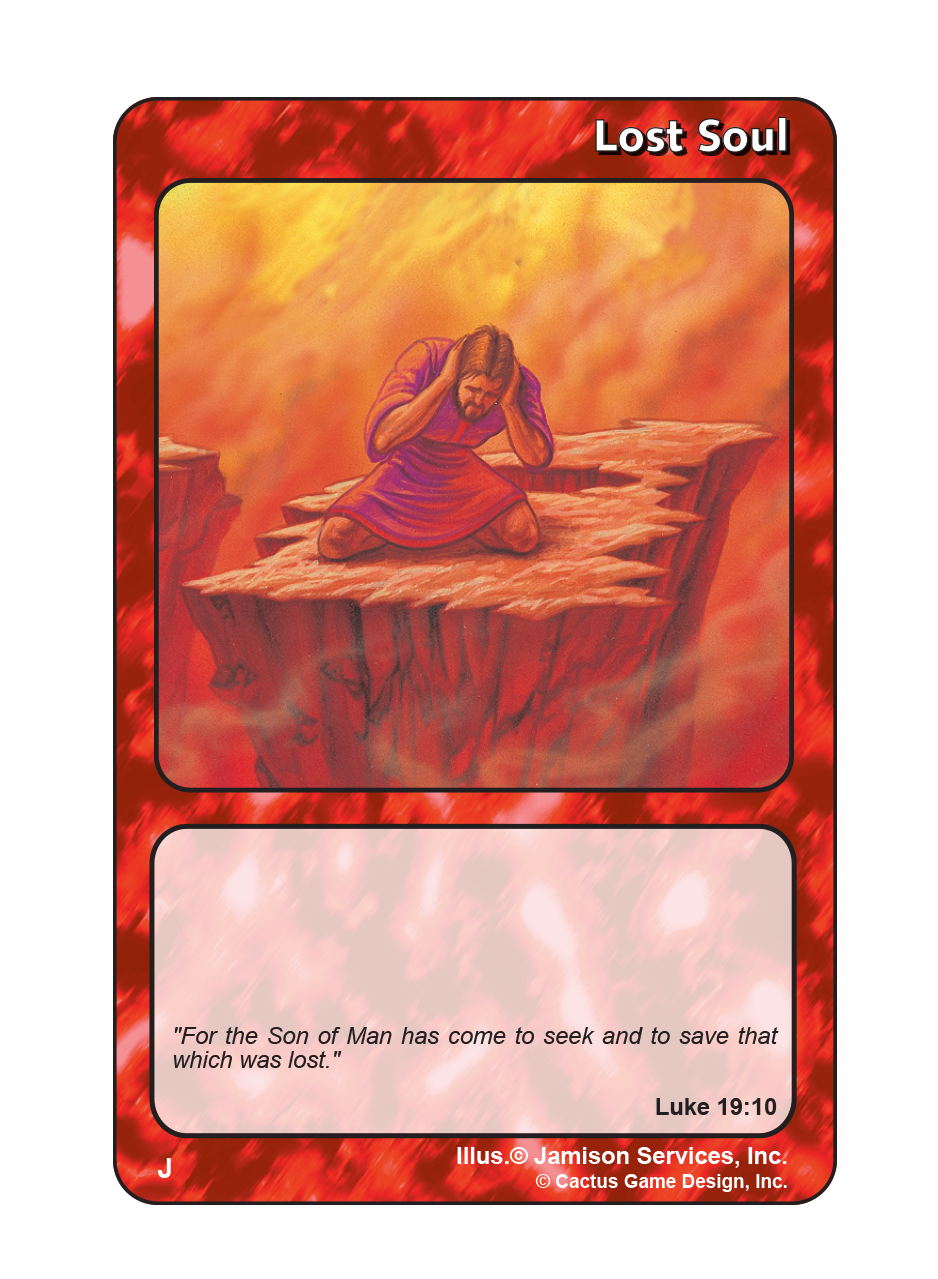 Lost Soul
"For the Son of Man has come to seek and to save that
which was lost."
Luke 19:10
J
Illus.© Jamison Services, Inc.
© Cactus Game Design, Inc.